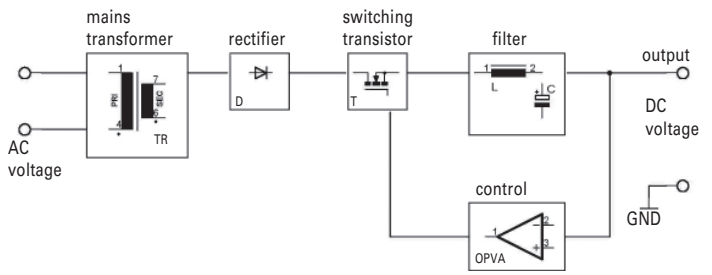 mains
transformer
rectifier
switching
transistor
filter
output
1
7
PRI
SEC
4
TR
D
T
1
2
L
C
+
DC
voltage
AC
voltage
control
GND
1
2
3
-
+
OPVA